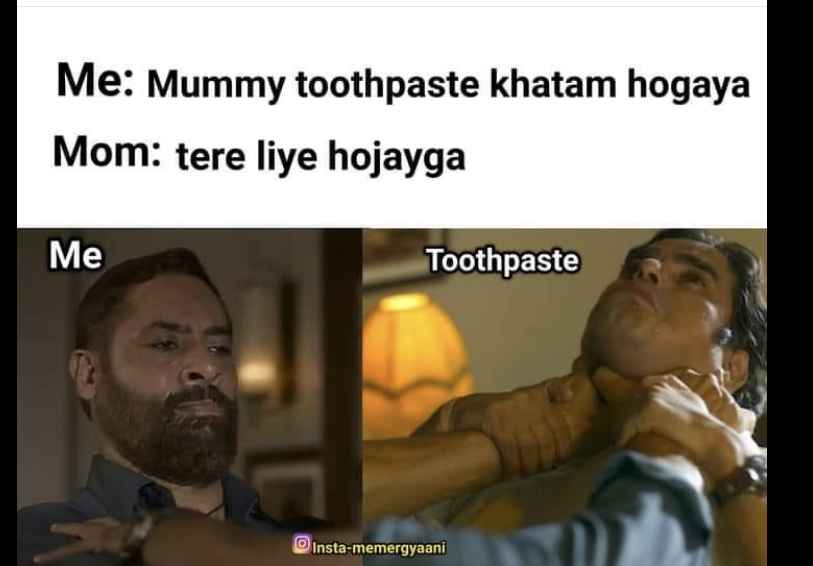 Me: Mummy toothpaste khatam hogaya
Mom: tere liye hojayga
Me
Toothpaste
Insta-memergyaani